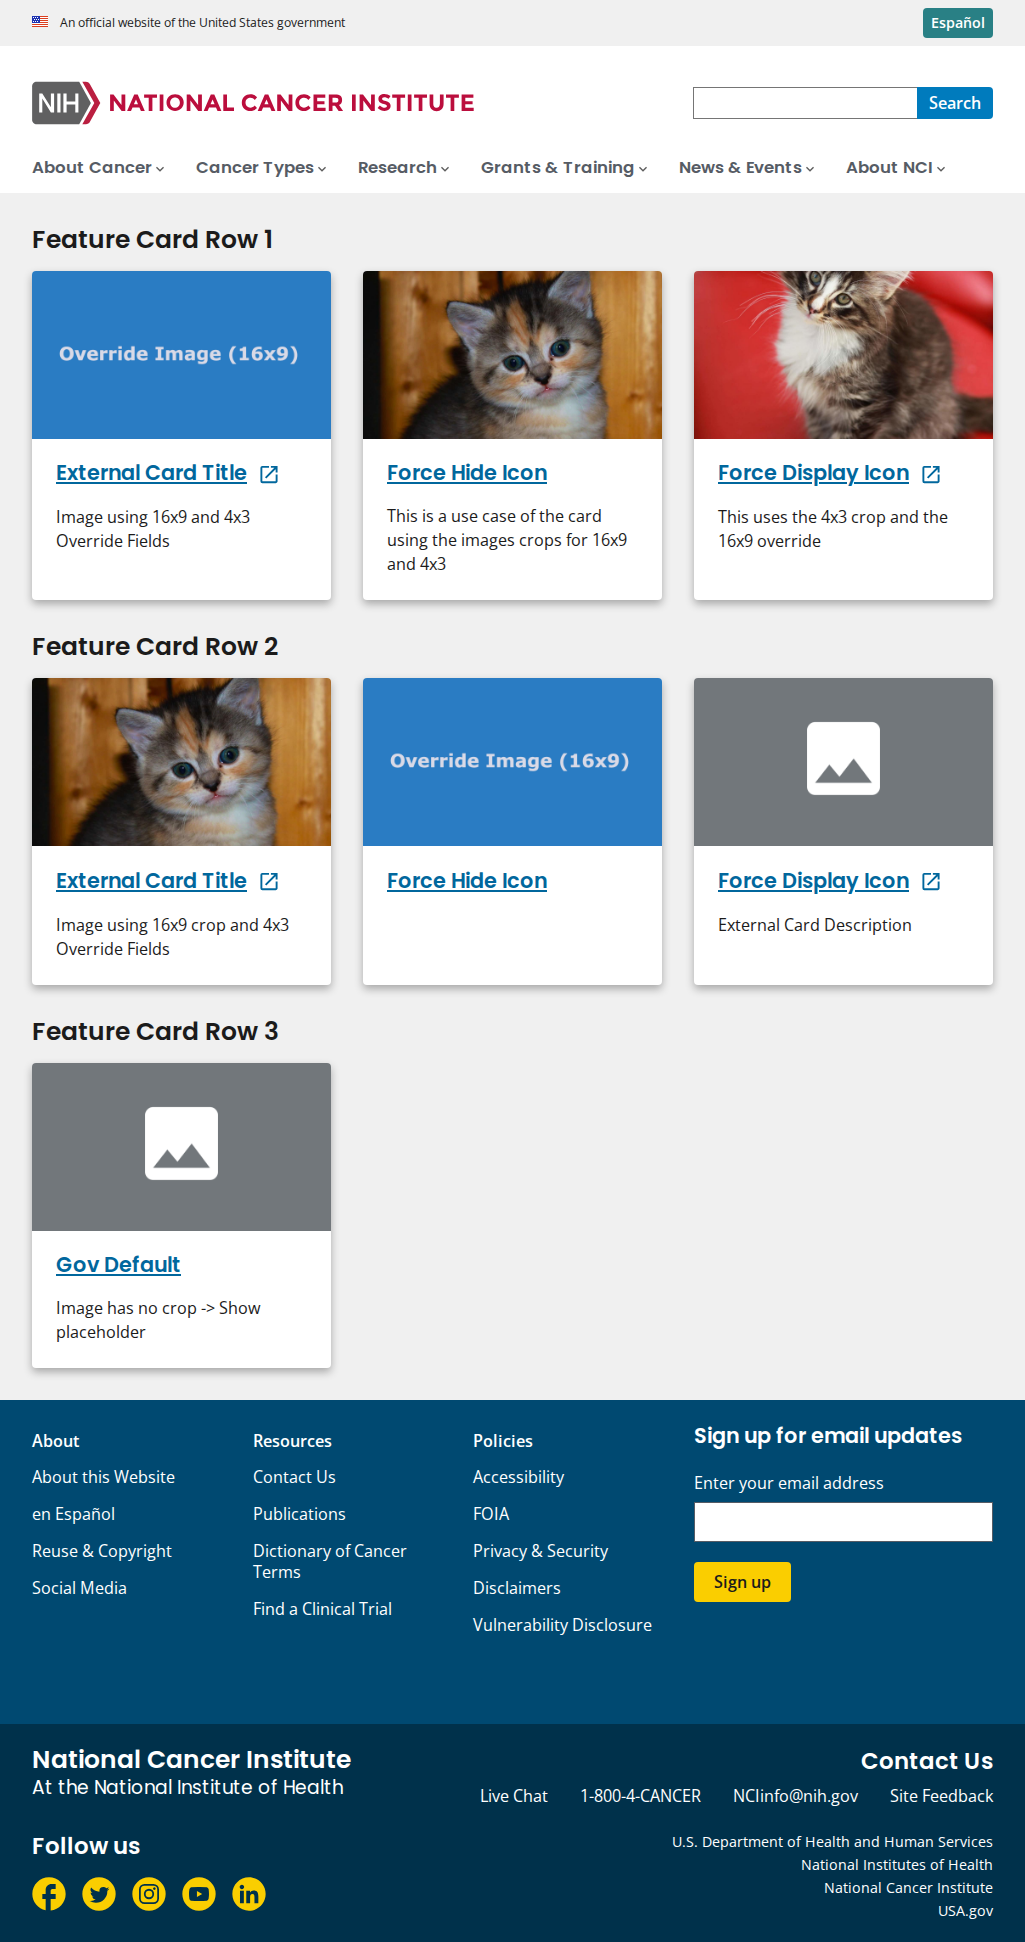 An official website of the United States government
Español
NIH NATIONAL CANCER INSTITUTE
Search
About Cancer
Cancer Types
Research
Grants & Training
News & Events
About NCI
Feature Card Row 1
Override Image (16x9)
External Card Title
Image using 16x9 and 4x3
Override Fields
Force Hide Icon
This is a use case of the card
using the images crops for 16x9
and 4x3
Force Display Icon
This uses the 4x3 crop and the
16x9 override
Feature Card Row 2
External Card Title
Image using 16x9 crop and 4x3
Override Fields
Override Image (16x9)
Force Hide Icon
Force Display Icon
External Card Description
Feature Card Row 3
Gov Default
Image has no crop -> Show
placeholder
About
About this Website
en Español
Reuse & Copyright
Social Media
Resources
Contact Us
Publications
Dictionary of Cancer
Terms
Find a Clinical Trial
Policies
Accessibility
FOIA
Privacy & Security
Disclaimers
Vulnerability Disclosure
Sign up for email updates
Enter your email address
Sign up
National Cancer Institute
At the National Institute of Health
Contact Us
Live Chat
1-800-4-CANCER
NCIinfo@nih.gov
Site Feedback
Follow us
U.S. Department of Health and Human Services
National Institutes of Health
National Cancer Institute
USA.gov